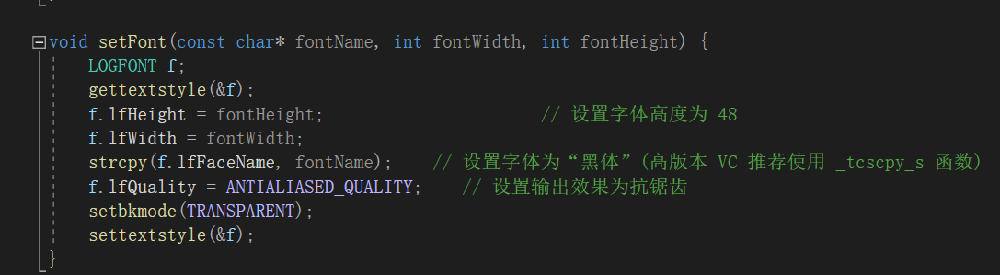 void setFont(const char* fontName, int fontWidth, int fontHeight) {
LOGFONT f;
gettextstyle(&f);
f.lfHeight = fontHeight; // 设置字体高度为 48
f.lfWidth = fontWidth;
strcpy(f.lfFaceName, fontName); // 设置字体为“黑体”(高版本 VC 推荐使用 _tcscpy_s 函数)
f.lfQuality = ANTIALIASED_QUALITY; // 设置输出效果为抗锯齿
setbkmode(TRANSPARENT);
settextstyle(&f);
}